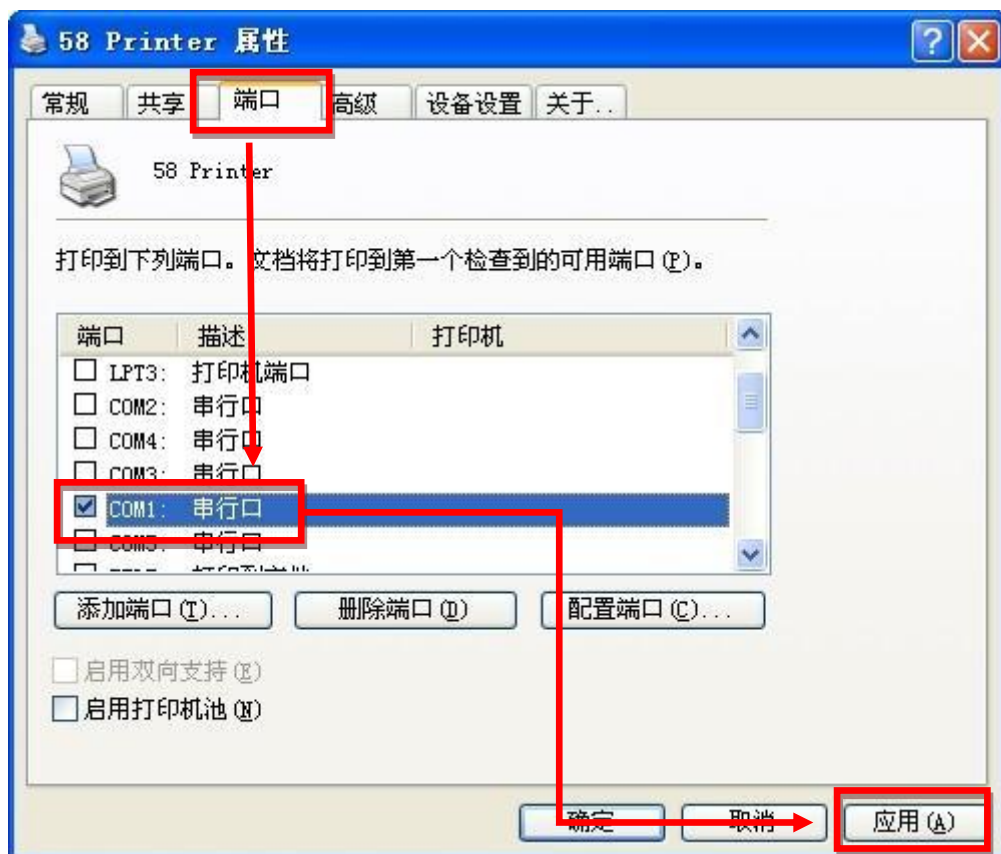 58 Printer 属性
常规 共享 端口 高级 设备设置 关于..
58 Printer
打印到下列端口。文档将打印到第一个检查到的可用端口(P)。
端口 描述 打印机
LPT3: 打印机端口
COM2: 串行口
COM4: 串行口
COM3: 串行口
COM1: 串行口
串行口
打印到文件
添加端口(T)... 删除端口(D) 配置端口(C)...
启用双向支持(E)
启用打印机池(N)
确定 取消 应用(A)